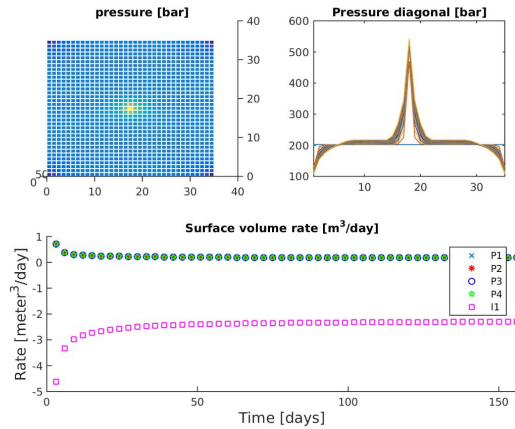 pressure [bar]
40
30
20
10
0
50
0
0 10 20 30 40
Pressure diagonal [bar]
600
500
400
300
200
100
10 20 30
Surface volume rate [m³/day]
Rate [meter³/day]
1
0
-1
-2
-3
-4
-5
P1
P2
P3
P4
I1
0 50 100 150
Time [days]